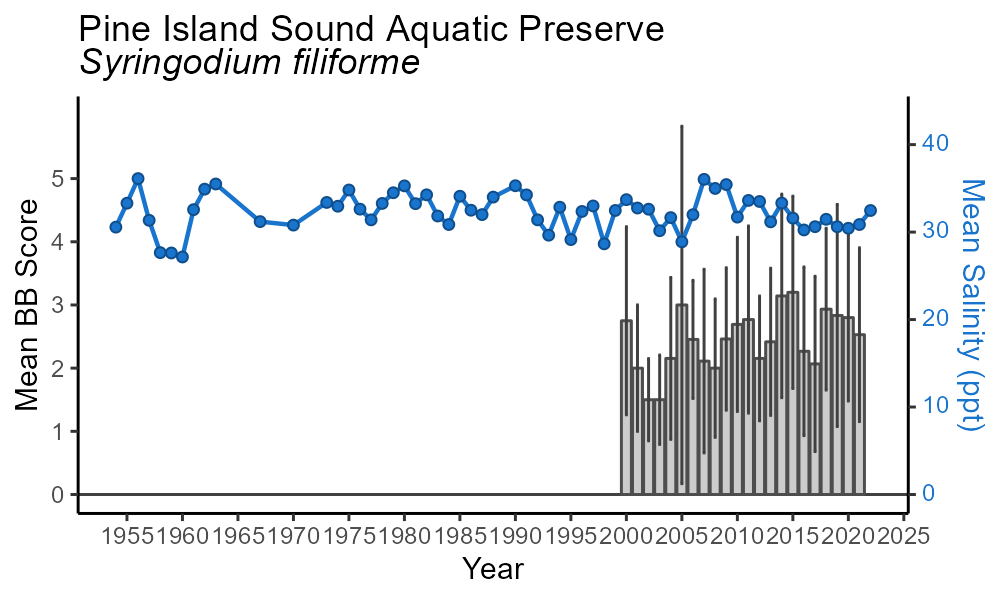 Pine Island Sound Aquatic Preserve
Syringodium filiforme
Mean BB Score
5
4
3
2
1
0
40
30
20
10
0
Mean Salinity (ppt)
1955 1960 1965 1970 1975 1980 1985 1990 1995 2000 2005 2010 2015 2020 2025
Year